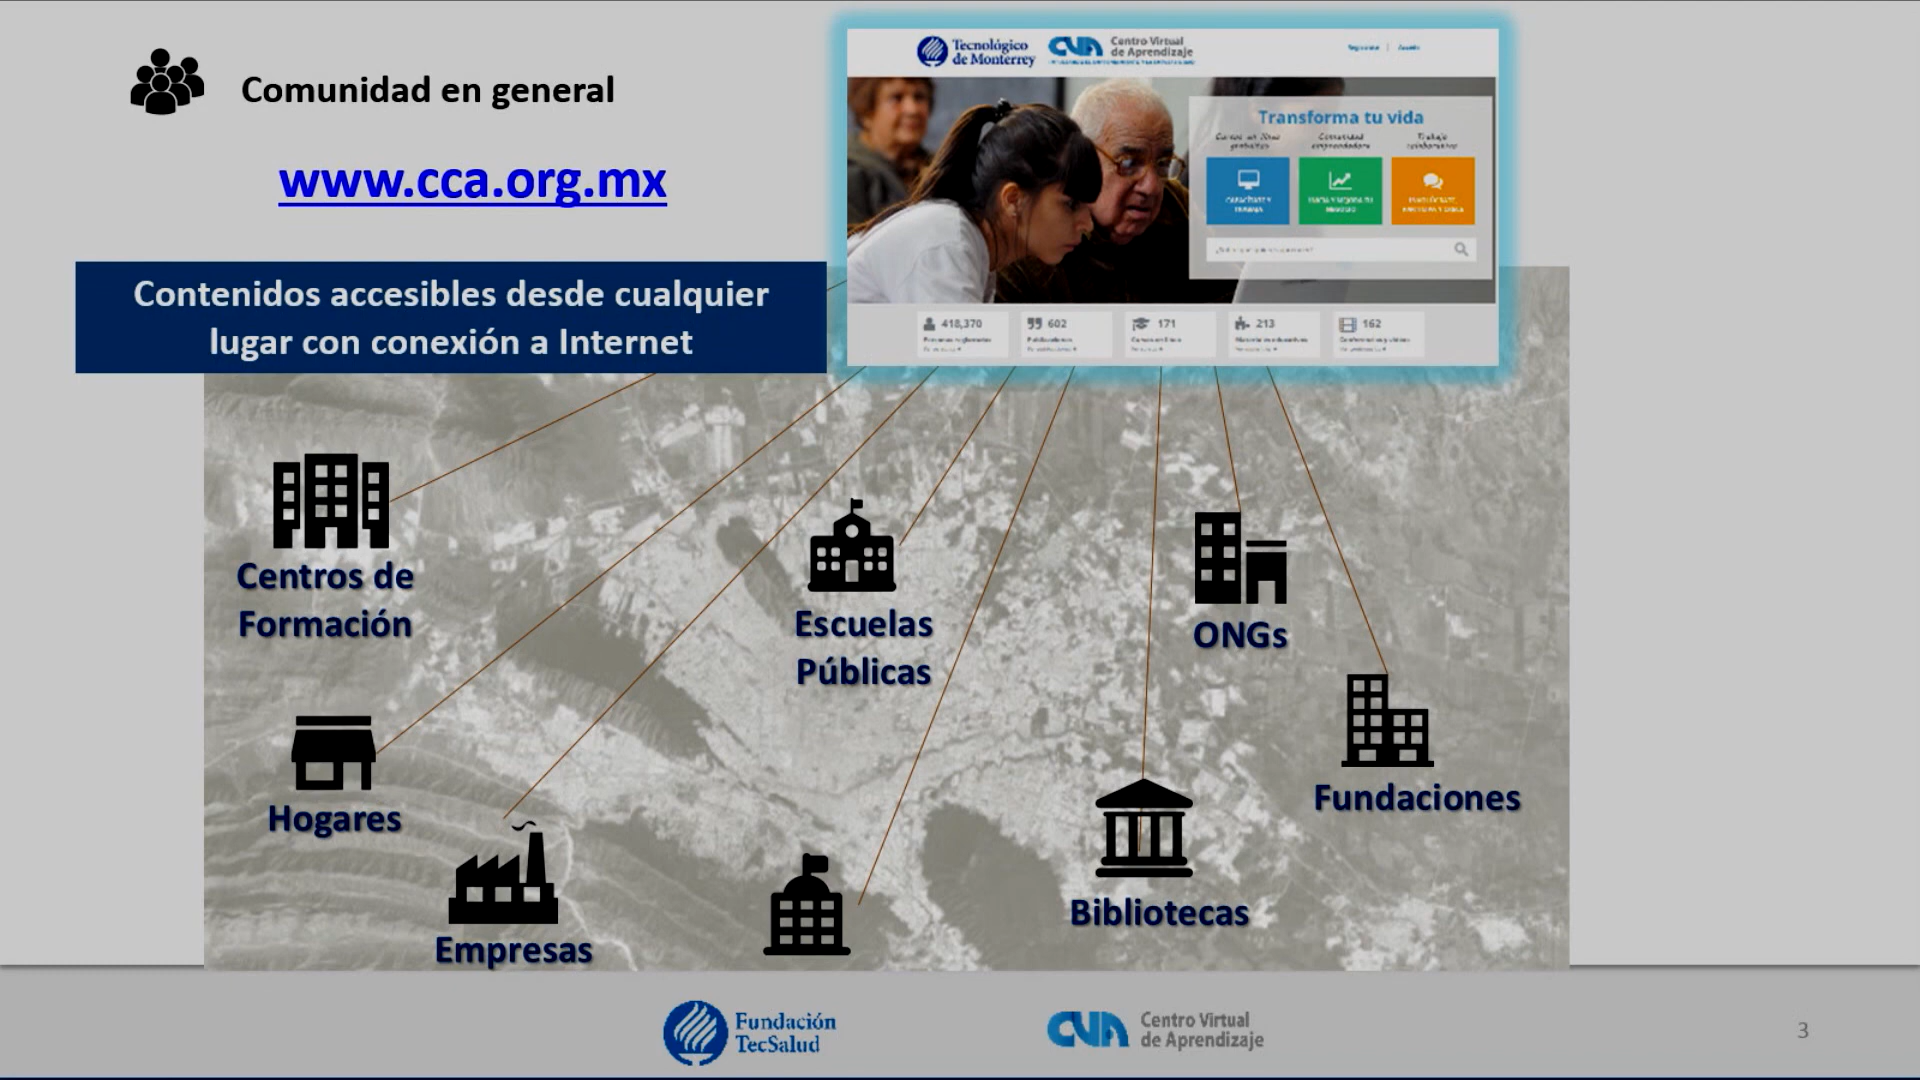 Comunidad en general
www.cca.org.mx
Contenidos accesibles desde cualquier
lugar con conexión a Internet
Tecnológico
de Monterrey
CVA
Centro Virtual
de Aprendizaje
Transforma tu vida
418,370
602
171
213
162
Centros de
Formación
Escuelas
Públicas
ONGs
Hogares
Fundaciones
Empresas
Bibliotecas
Fundación
TecSalud
CVA
Centro Virtual
de Aprendizaje
3